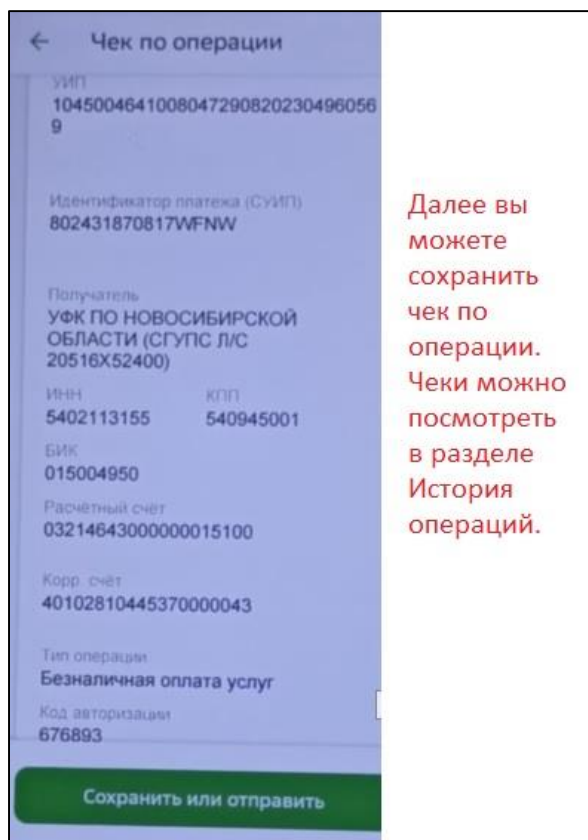 ← Чек по операции
УИП
10450046410080472908202304960​56
9
Идентификатор платежа (СУИП)
802431870817WFNW
Получатель
УФК ПО НОВОСИБИРСКОЙ
ОБЛАСТИ (СГУПС Л/С
20516Х52400)
ИНН КПП
5402113155 540945001
БИК
015004950
Расчётный счёт
03214643000000015100
Корр. счёт
40102810445370000043
Тип операции
Безналичная оплата услуг
Код авторизации
676893
Сохранить или отправить
Далее вы
можете
сохранить
чек по
операции.
Чеки можно
посмотреть
в разделе
История
операций.